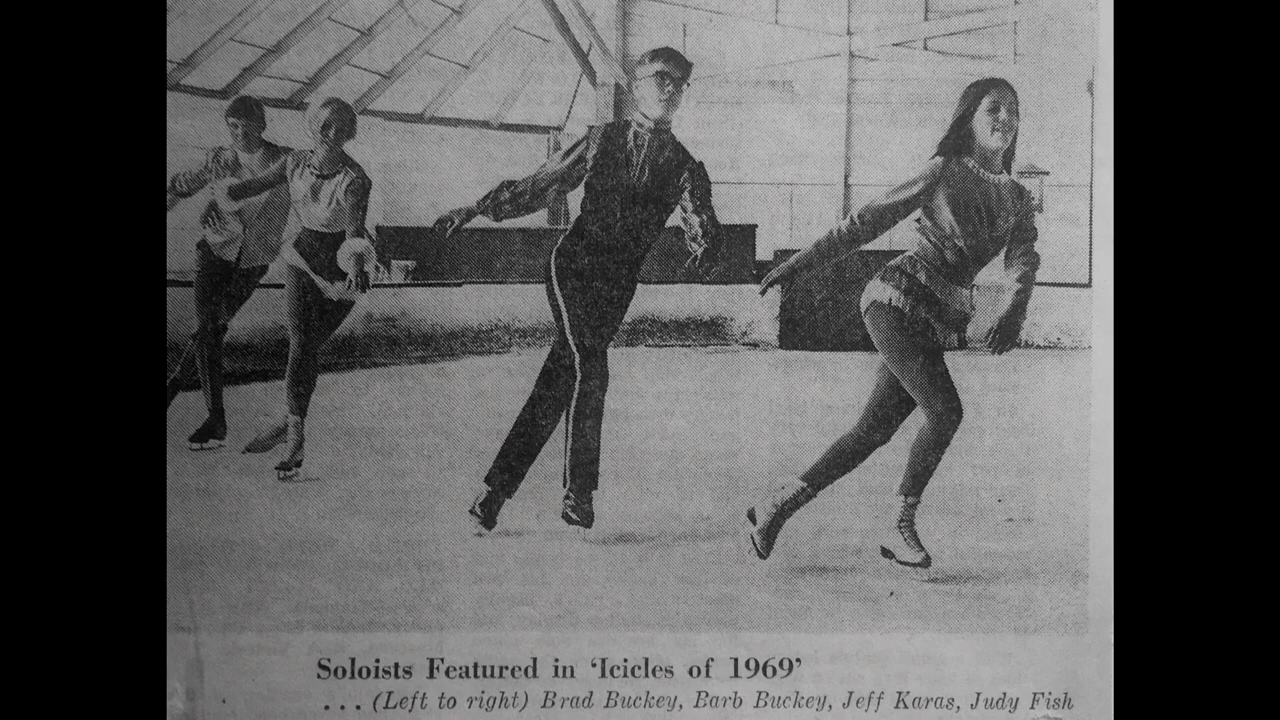 Soloists Featured in ‘Icicles of 1969’
... (Left to right) Brad Buckey, Barb Buckey, Jeff Karas, Judy Fish